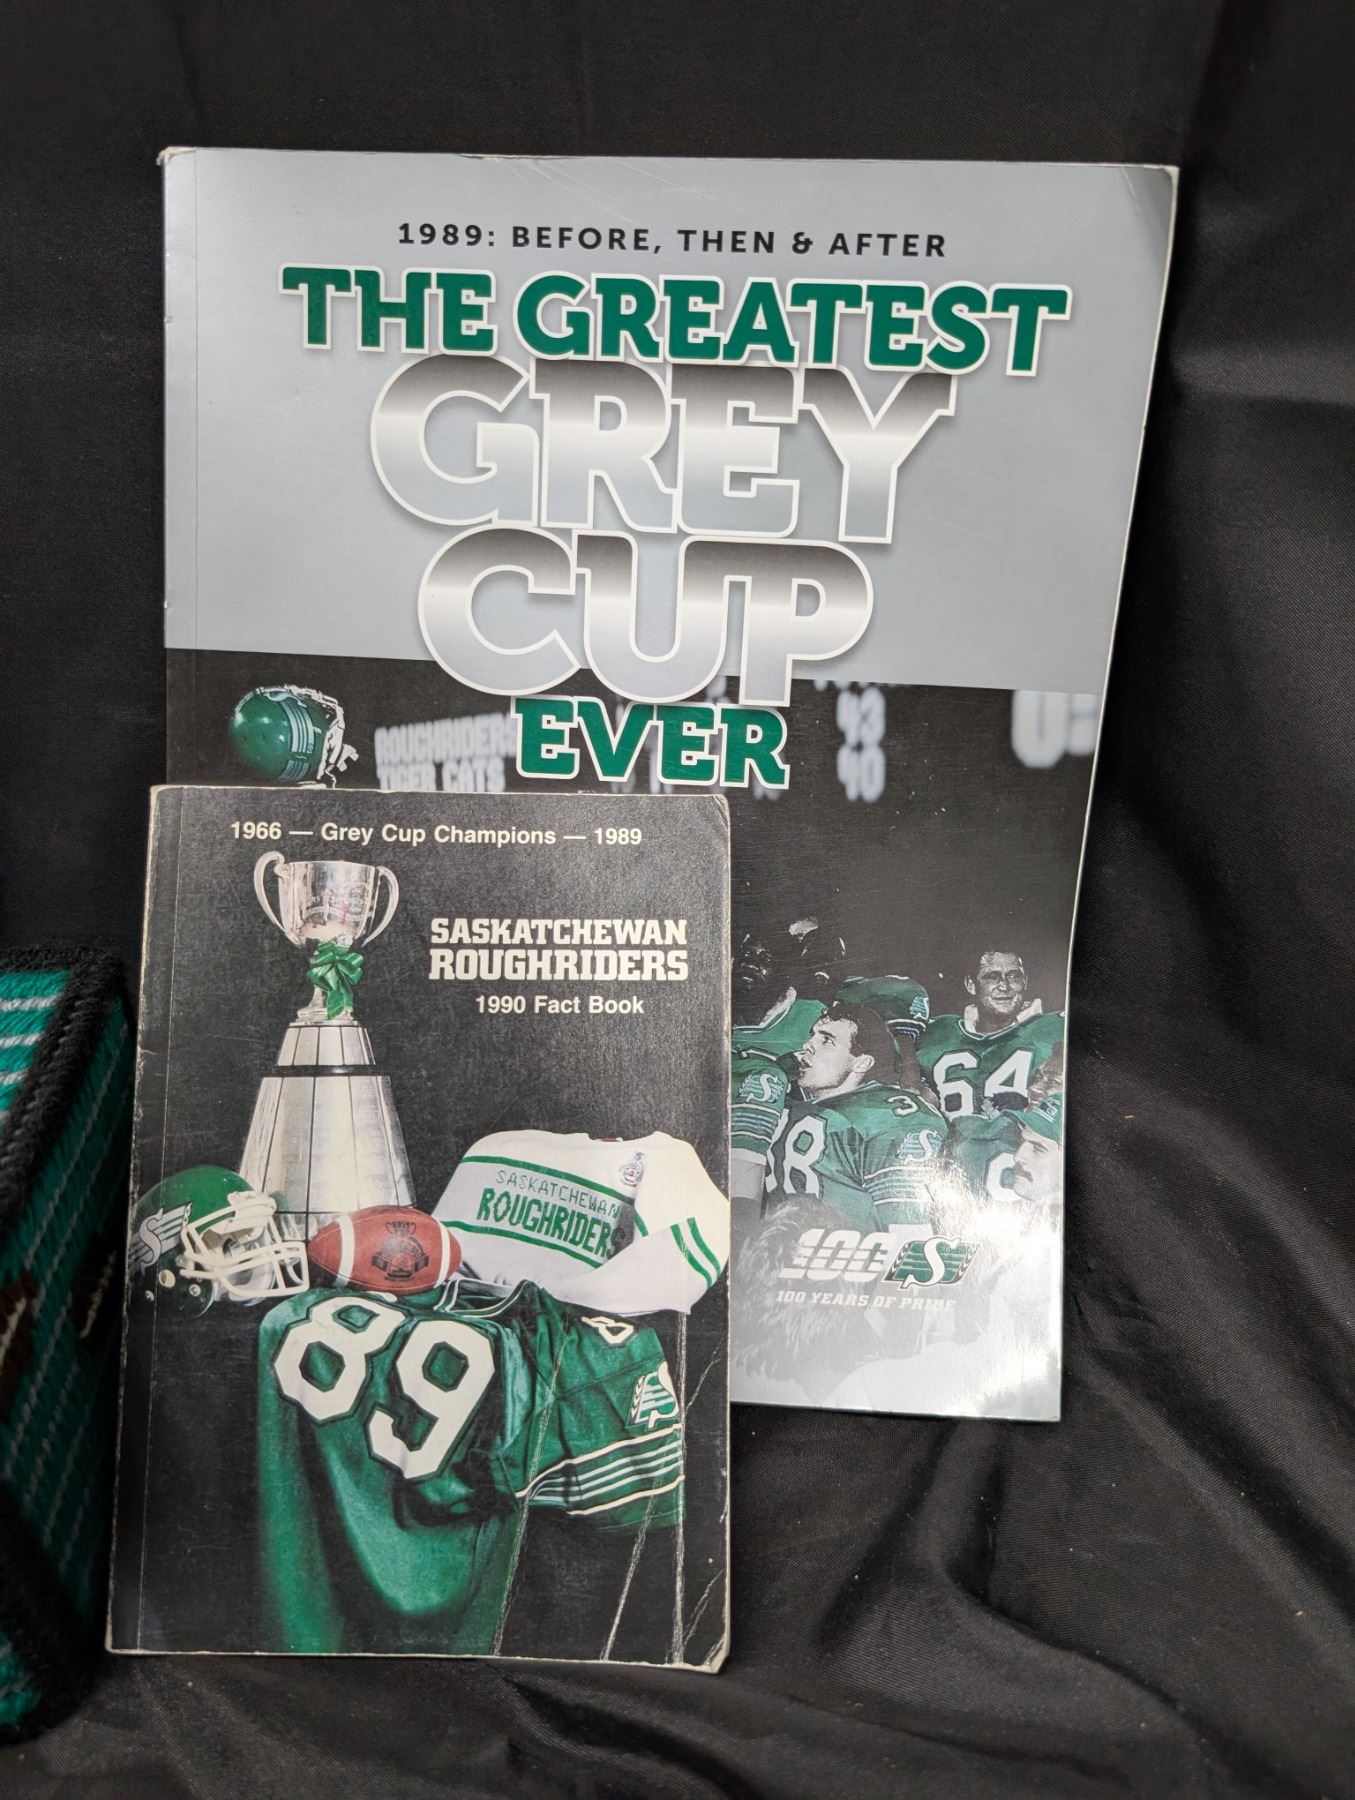 1989: BEFORE, THEN & AFTER
THE GREATEST
GREY
CUP
EVER
ROUGHRIDERS
TIGER CATS
43
40
1966 — Grey Cup Champions — 1989
SASKATCHEWAN
ROUGHRIDERS
1990 Fact Book
SASKATCHEWAN
ROUGHRIDERS
89
S
64
38
S
100 S
100 YEARS OF PRIDE